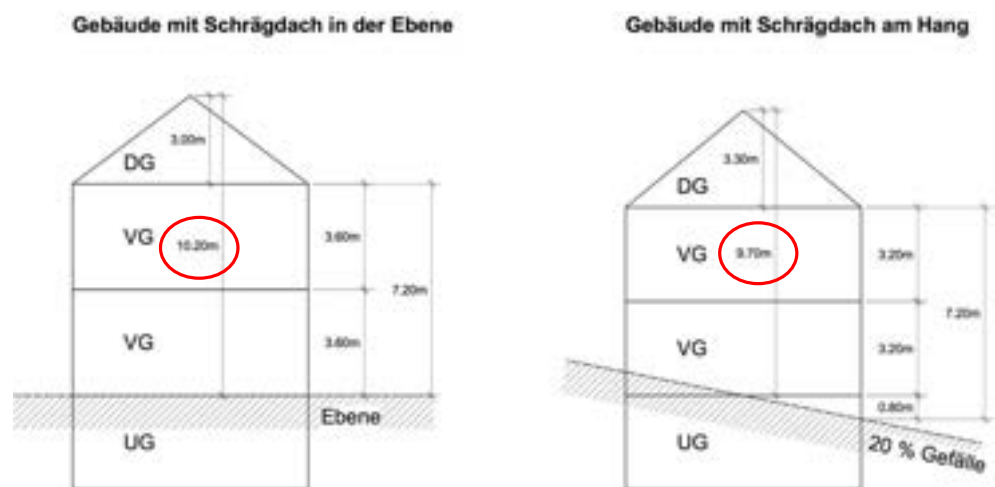 Gebäude mit Schrägdach in der Ebene
3.00m
DG
VG
10.20m
3.60m
7.20m
VG
3.60m
Ebene
UG
Gebäude mit Schrägdach am Hang
3.30m
DG
VG
9.70m
3.20m
7.20m
VG
3.20m
0.80m
UG
20 % Gefälle